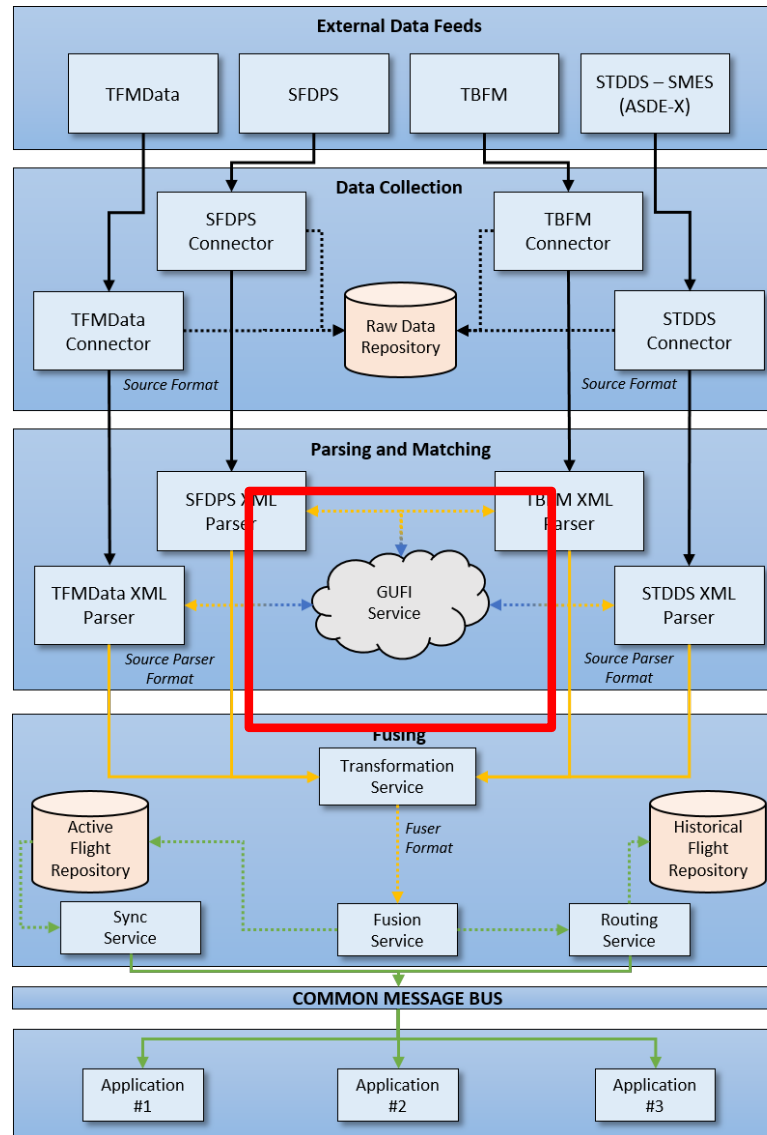 External Data Feeds
TFMData
SFDPS
TBFM
STDDS – SMES
(ASDE-X)
Data Collection
SFDPS
Connector
TBFM
Connector
TFMData
Connector
Raw Data
Repository
STDDS
Connector
Source Format
Source Format
Parsing and Matching
SFDPS XML
Parser
TBFM XML
Parser
TFMData XML
Parser
GUFI
Service
STDDS XML
Parser
Source Parser
Format
Source Parser
Format
Fusing
Transformation
Service
Active
Flight
Repository
Fuser
Format
Historical
Flight
Repository
Sync
Service
Fusion
Service
Routing
Service
COMMON MESSAGE BUS
Application
#1
Application
#2
Application
#3